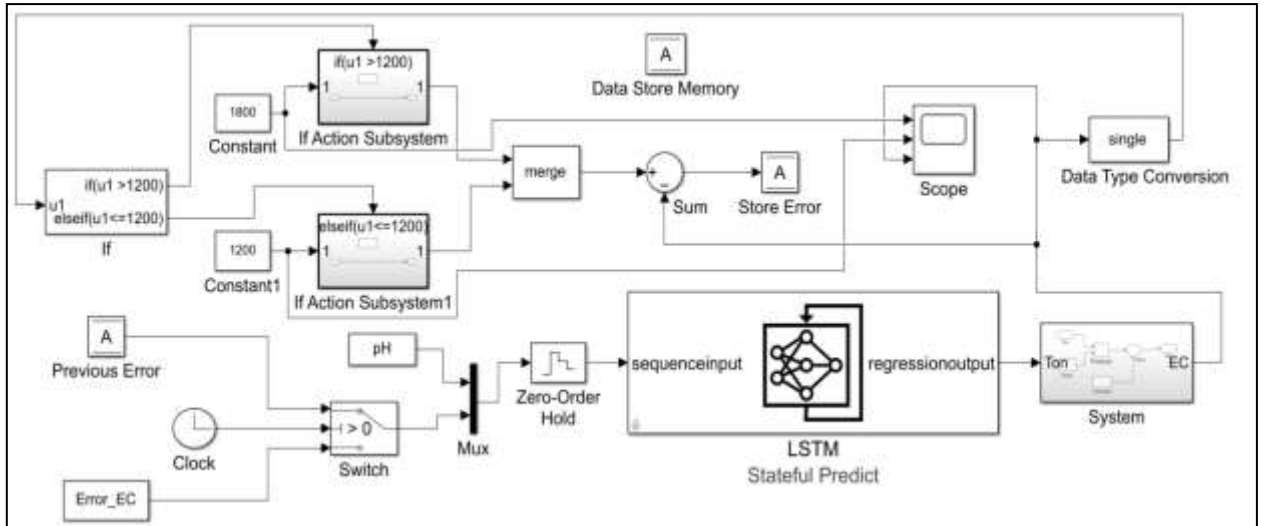 if(u1 >1200)
1
1
If Action Subsystem
1800
Constant
A
Data Store Memory
Scope
single
Data Type Conversion
u1
if(u1 >1200)
elseif(u1<=1200)
If
merge
+
−
Sum
A
Store Error
elseif(u1<=1200)
1
1
If Action Subsystem1
1200
Constant1
A
Previous Error
pH
Mux
Zero-Order
Hold
sequenceinput
regressionoutput
LSTM
Stateful Predict
Ton
EC
System
Clock
> 0
Switch
Error_EC